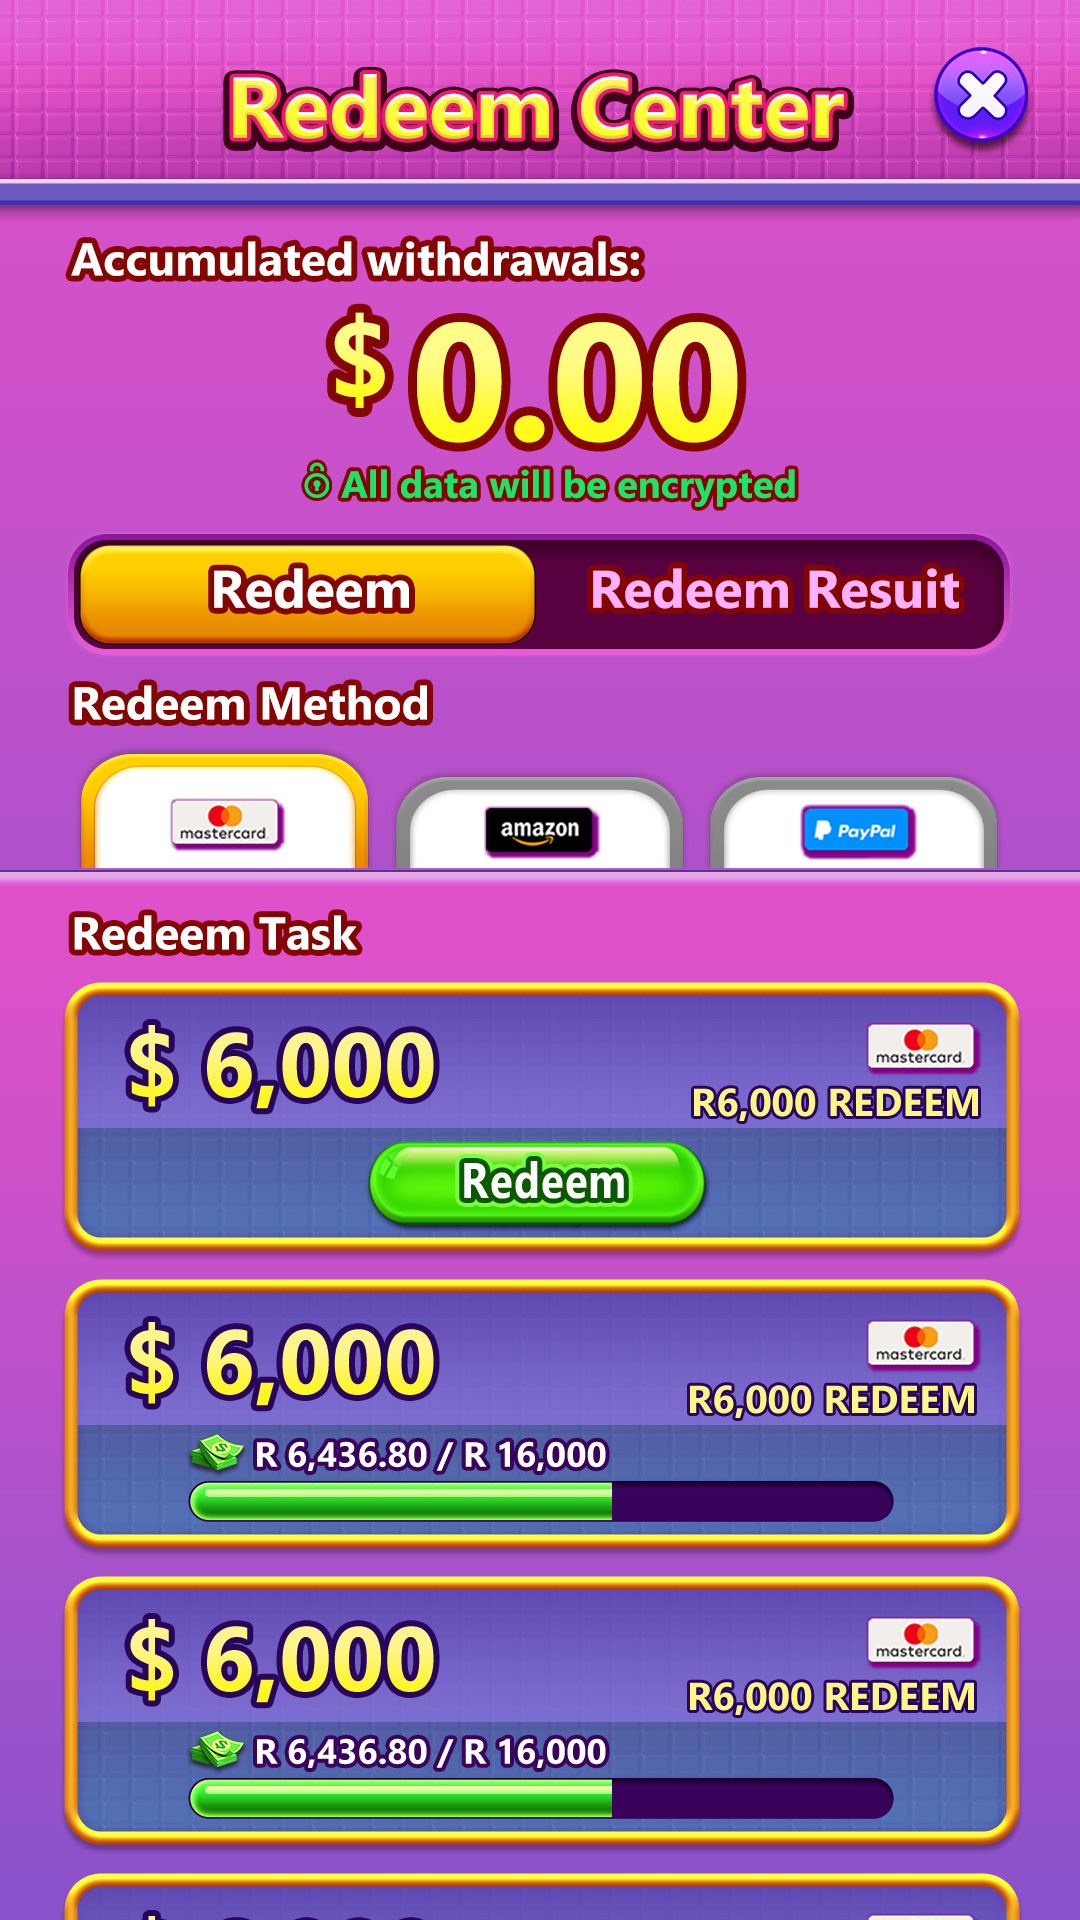 Redeem Center
Accumulated withdrawals:
$ 0.00
All data will be encrypted
Redeem
Redeem Resuit
Redeem Method
mastercard
amazon
PayPal
Redeem Task
$ 6,000
mastercard
R6,000 REDEEM
Redeem
$ 6,000
mastercard
R6,000 REDEEM
R 6,436.80 / R 16,000
$ 6,000
mastercard
R6,000 REDEEM
R 6,436.80 / R 16,000